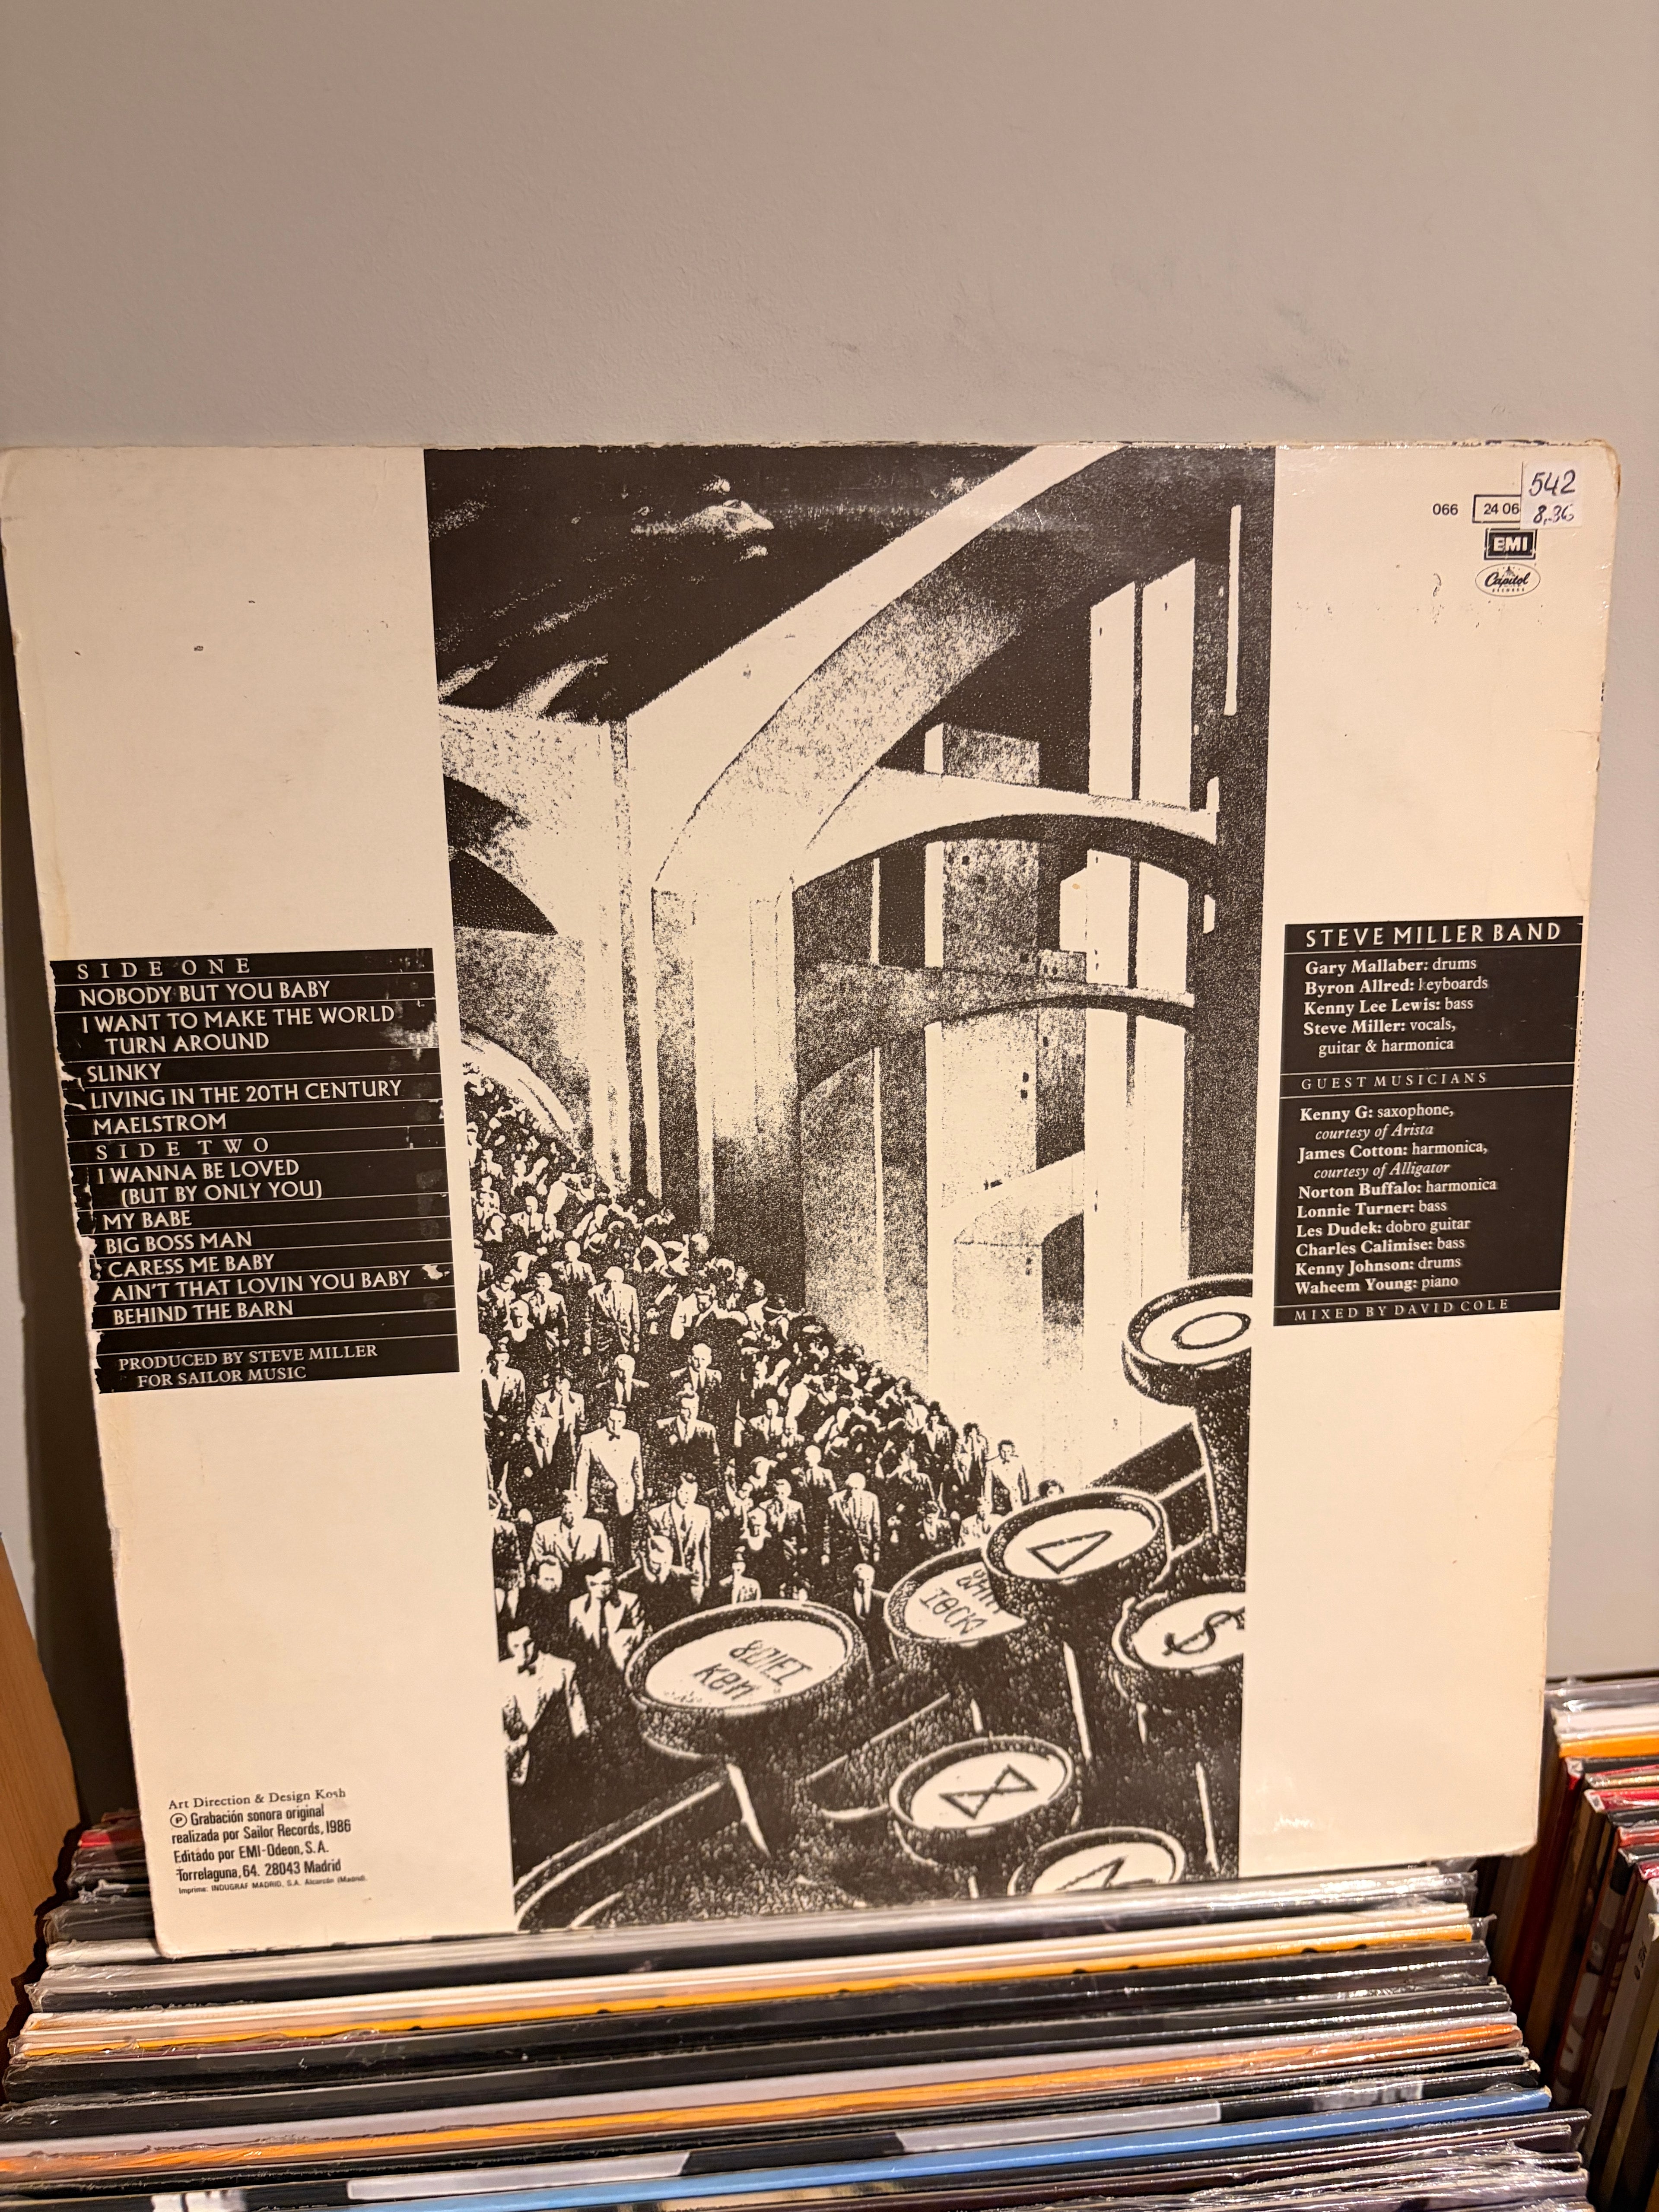 SIDE ONE
NOBODY BUT YOU BABY
I WANT TO MAKE THE WORLD
TURN AROUND
SLINKY
LIVING IN THE 20TH CENTURY
MAELSTROM
SIDE TWO
I WANNA BE LOVED
(BUT BY ONLY YOU)
MY BABE
BIG BOSS MAN
CARESS ME BABY
AIN'T THAT LOVIN YOU BABY
BEHIND THE BARN
PRODUCED BY STEVE MILLER
FOR SAILOR MUSIC
Art Direction & Design Kosh
Ⓟ Grabación sonora original
realizada por Sailor Records, 1986
Editado por EMI-Odeon, S.A.
Torrelaguna, 64. 28043 Madrid
Imprime: INDUGRAF MADRID, S.A. Alcorcón (Madrid).
542
8,-36
066 24 06
EMI
Capitol
RECORDS
STEVE MILLER BAND
Gary Mallaber: drums
Byron Allred: keyboards
Kenny Lee Lewis: bass
Steve Miller: vocals,
guitar & harmonica
GUEST MUSICIANS
Kenny G: saxophone,
courtesy of Arista
James Cotton: harmonica,
courtesy of Alligator
Norton Buffalo: harmonica
Lonnie Turner: bass
Les Dudek: dobro guitar
Charles Calimise: bass
Kenny Johnson: drums
Waheem Young: piano
MIXED BY DAVID COLE
$